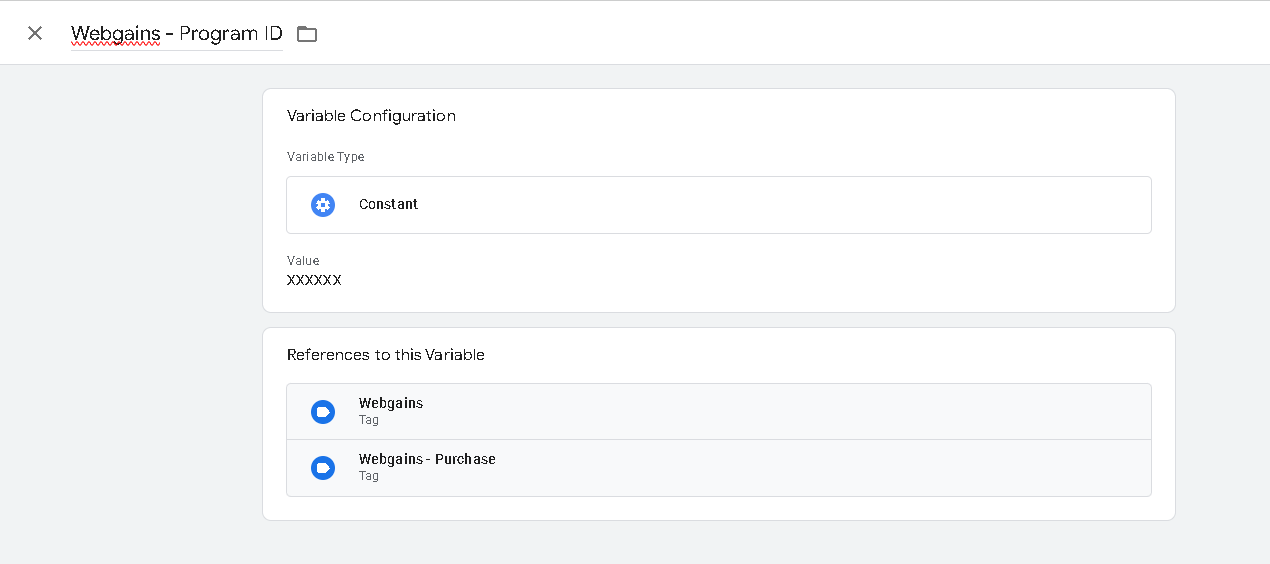 Webgains - Program ID
Variable Configuration
Variable Type
Constant
Value
XXXXXX
References to this Variable
Webgains
Tag
Webgains - Purchase
Tag